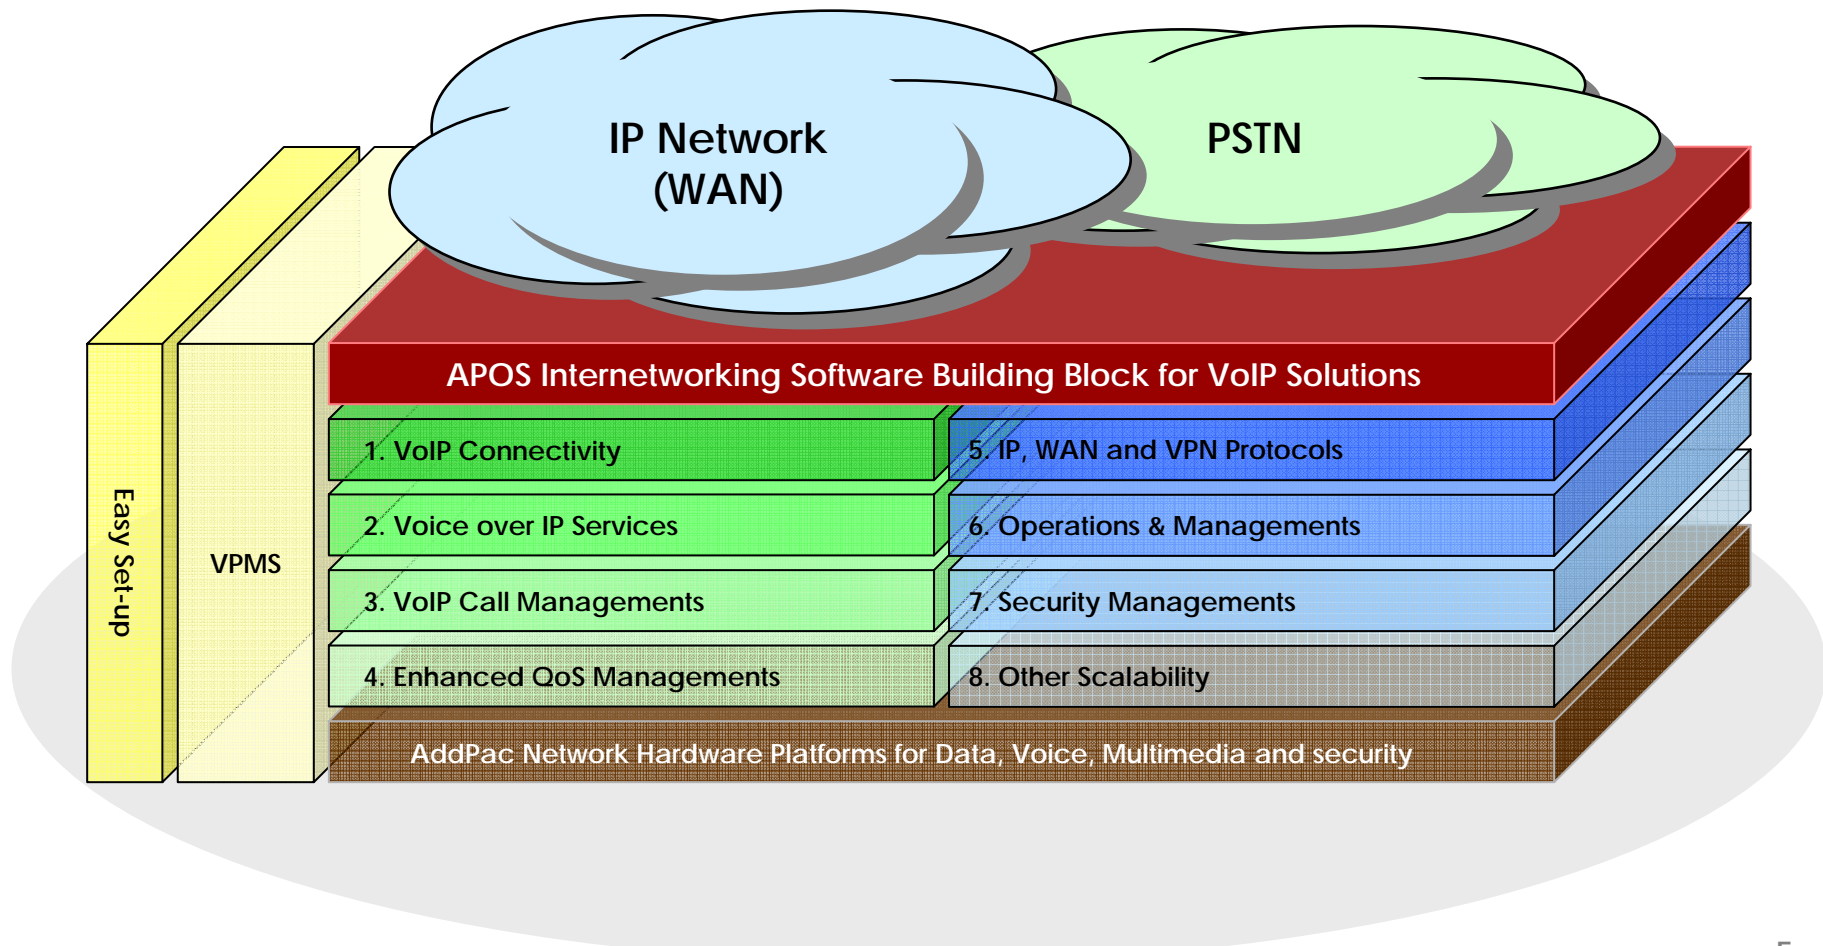 IP Network
(WAN)
PSTN
APOS Internetworking Software Building Block for VoIP Solutions
1. VoIP Connectivity
5. IP, WAN and VPN Protocols
2. Voice over IP Services
6. Operations & Managements
3. VoIP Call Managements
7. Security Managements
4. Enhanced QoS Managements
8. Other Scalability
AddPac Network Hardware Platforms for Data, Voice, Multimedia and security
Easy Set-up
VPMS